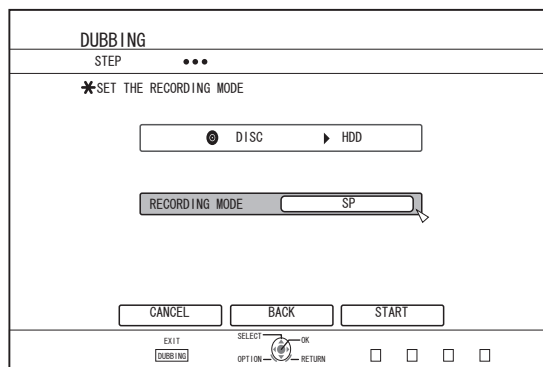 DUBBING
STEP
SET THE RECORDING MODE
DISC HDD
RECORDING MODE SP
CANCEL BACK START
EXIT SELECT OK
DUBBING OPTION RETURN